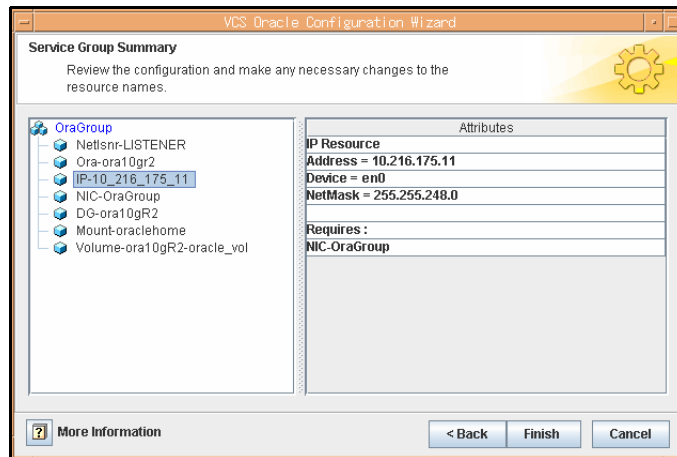 VCS Oracle Configuration Wizard
Service Group Summary
Review the configuration and make any necessary changes to the
resource names.
OraGroup
Netlsnr-LISTENER
Ora-ora10gr2
IP-10_216_175_11
NIC-OraGroup
DG-ora10gR2
Mount-oraclehome
Volume-ora10gR2-oracle_vol
Attributes
IP Resource
Address = 10.216.175.11
Device = en0
NetMask = 255.255.248.0
Requires :
NIC-OraGroup
? More Information
< Back
Finish
Cancel